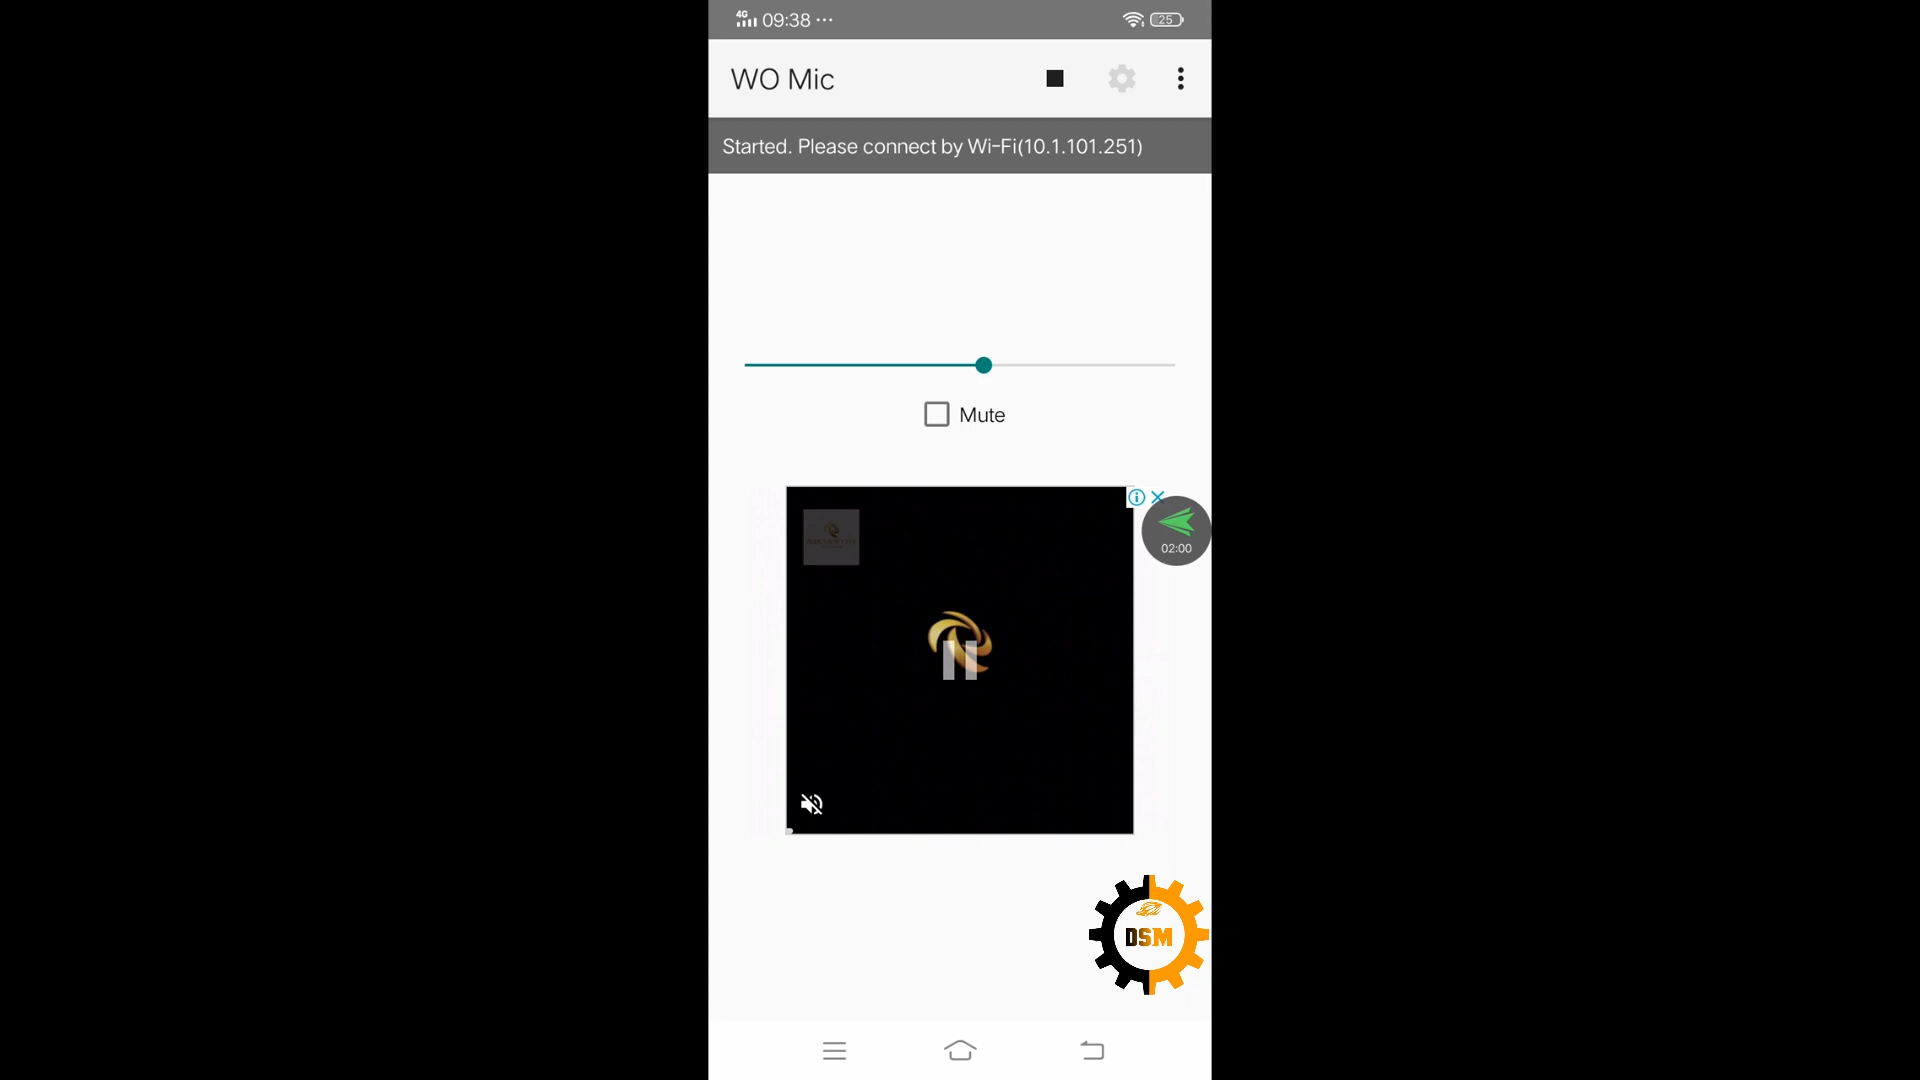 4G 09:38 ··· 25
WO Mic
Started. Please connect by Wi-Fi(10.1.101.251)
Mute
02:00
DSM